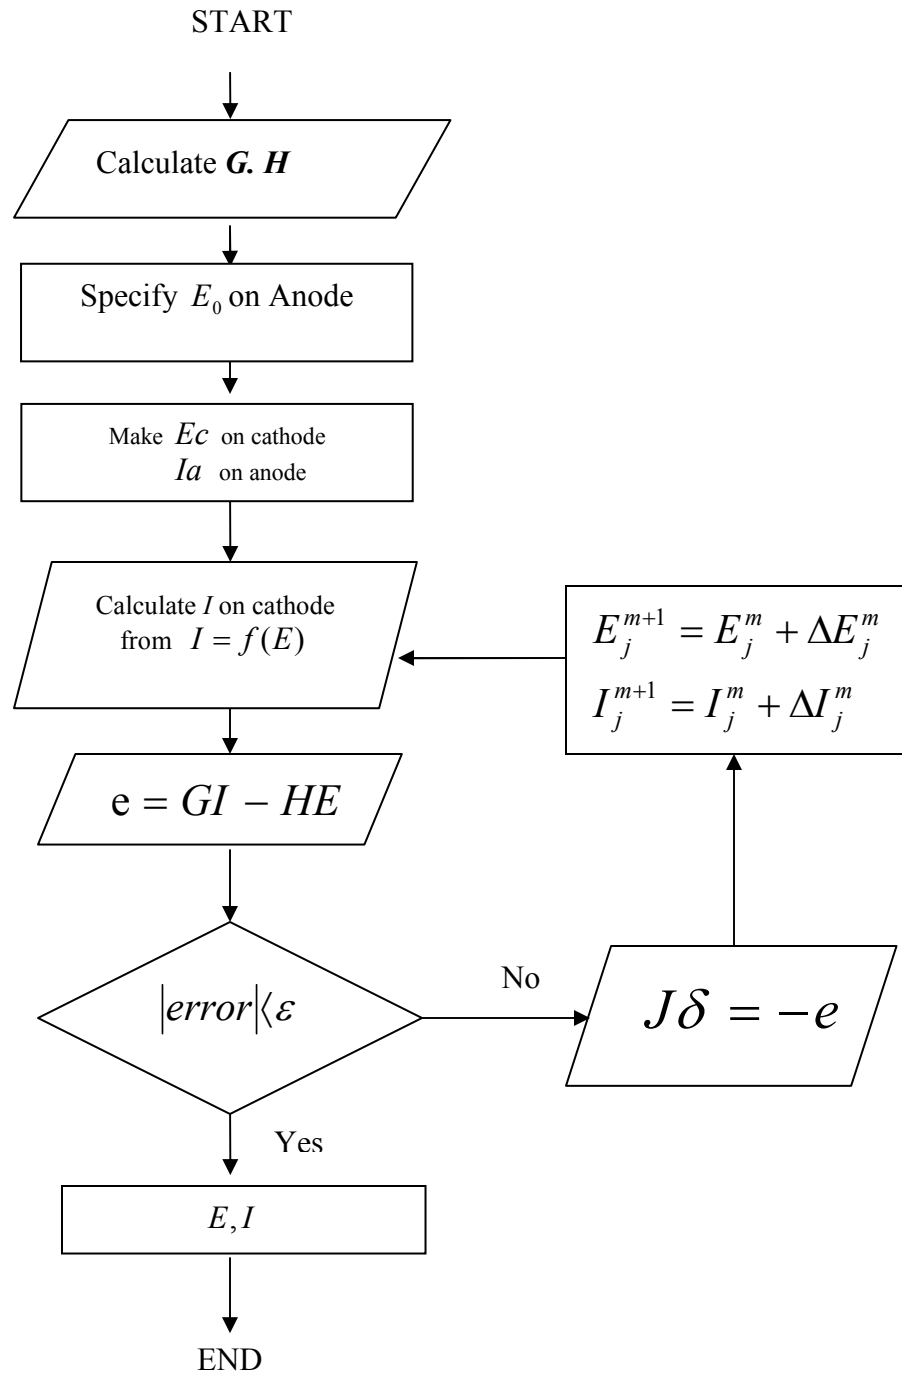 START
Calculate G. H
Specify E₀ on Anode
Make Ec on cathode
Ia on anode
Calculate I on cathode
from I = f(E)
E_j^{m+1} = E_j^m + ΔE_j^m
I_j^{m+1} = I_j^m + ΔI_j^m
e = GI − HE
|error|⟨ε
No
Jδ = −e
Yes
E, I
END